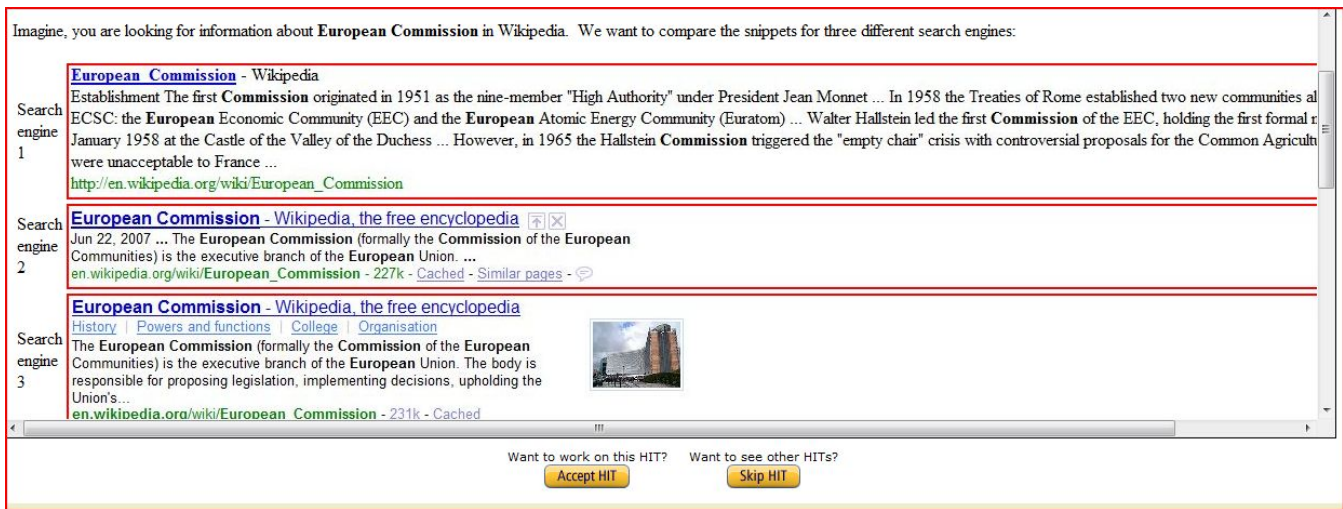 Imagine, you are looking for information about European Commission in Wikipedia. We want to compare the snippets for three different search engines:
Search engine 1
European Commission - Wikipedia
Establishment The first Commission originated in 1951 as the nine-member "High Authority" under President Jean Monnet ... In 1958 the Treaties of Rome established two new communities al
ECSC: the European Economic Community (EEC) and the European Atomic Energy Community (Euratom) ... Walter Hallstein led the first Commission of the EEC, holding the first formal
January 1958 at the Castle of the Valley of the Duchess ... However, in 1965 the Hallstein Commission triggered the "empty chair" crisis with controversial proposals for the Common Agricultu
were unacceptable to France ...
http://en.wikipedia.org/wiki/European_Commission
Search engine 2
European Commission - Wikipedia, the free encyclopedia
Jun 22, 2007 ... The European Commission (formally the Commission of the European
Communities) is the executive branch of the European Union. ...
en.wikipedia.org/wiki/European_Commission - 227k - Cached - Similar pages -
Search engine 3
European Commission - Wikipedia, the free encyclopedia
History | Powers and functions | College | Organisation
The European Commission (formally the Commission of the European
Communities) is the executive branch of the European Union. The body is
responsible for proposing legislation, implementing decisions, upholding the
Union's...
en.wikipedia.org/wiki/European_Commission - 231k - Cached
Want to work on this HIT? Want to see other HITs?
Accept HIT Skip HIT